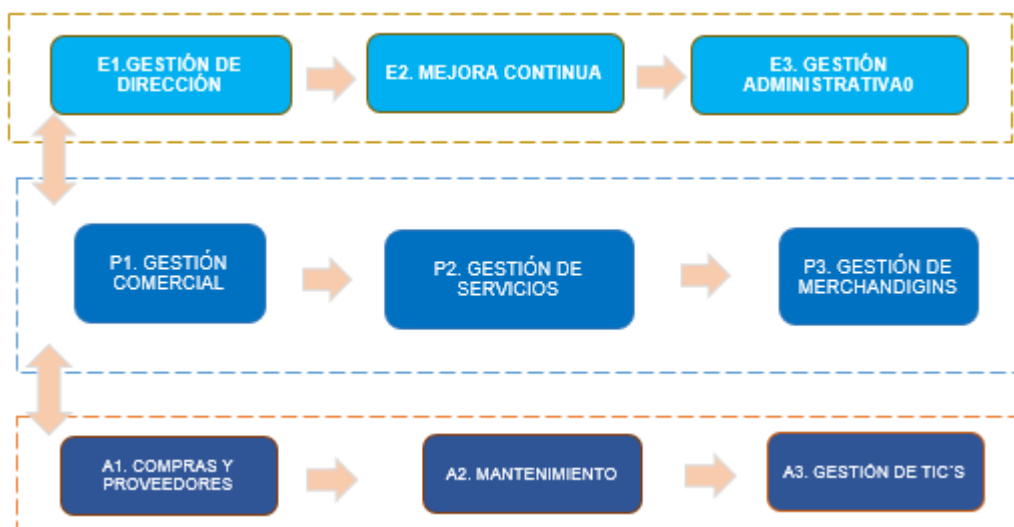 E1.GESTIÓN DE
DIRECCIÓN
E2. MEJORA CONTINUA
E3. GESTIÓN
ADMINISTRATIVA0
P1. GESTIÓN
COMERCIAL
P2. GESTIÓN DE
SERVICIOS
P3. GESTIÓN DE
MERCHANDIGINS
A1. COMPRAS Y
PROVEEDORES
A2. MANTENIMIENTO
A3. GESTIÓN DE TIC´S